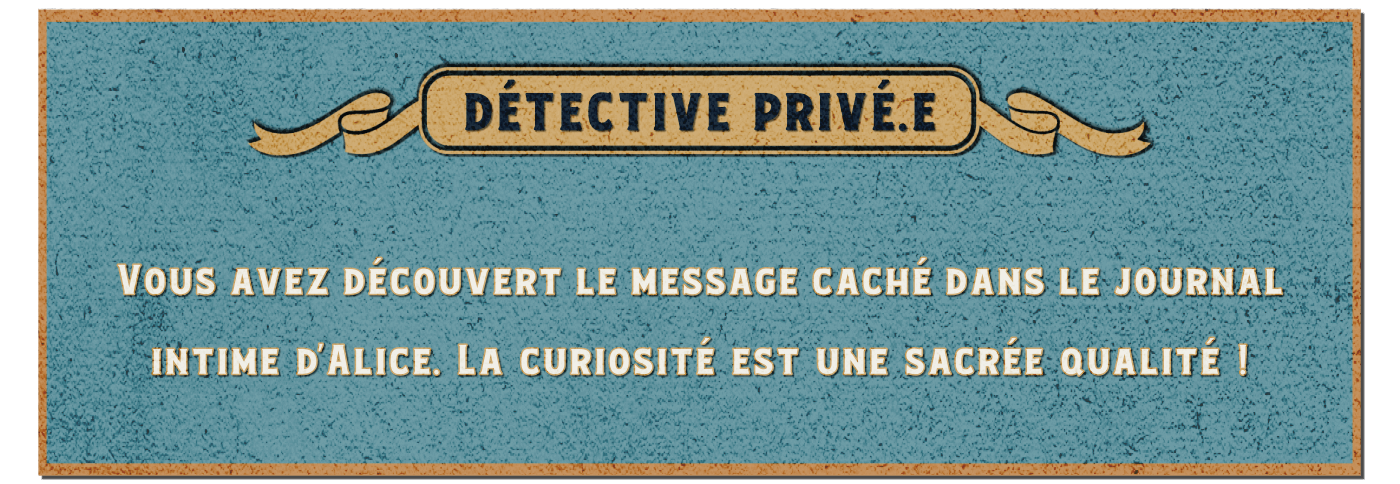 DÉTECTIVE PRIVÉ.E
VOUS AVEZ DÉCOUVERT LE MESSAGE CACHÉ DANS LE JOURNAL
INTIME D'ALICE. LA CURIOSITÉ EST UNE SACRÉE QUALITÉ !